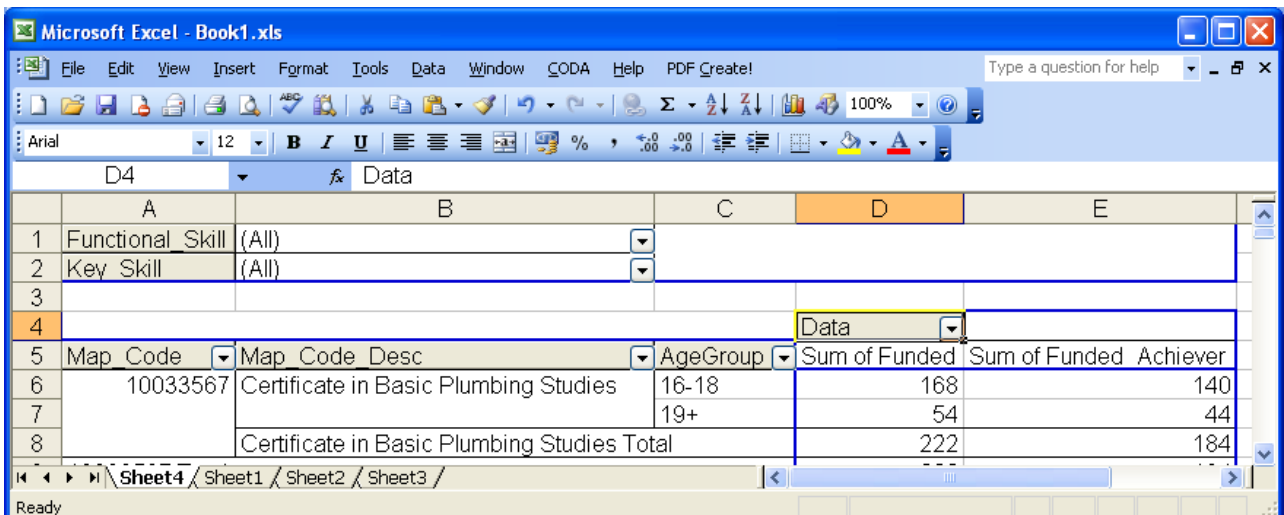 Microsoft Excel - Book1.xls
File Edit View Insert Format Tools Data Window CODA Help PDF Create! Type a question for help
ABC Σ 100%
Arial 12 B I U % ,
D4 fx Data
A B C D E
1 Functional_Skill (All)
2 Key_Skill (All)
3
4 Data
5 Map_Code Map_Code_Desc AgeGroup Sum of Funded Sum of Funded_Achiever
6 10033567 Certificate in Basic Plumbing Studies 16-18 168 140
7 19+ 54 44
8 Certificate in Basic Plumbing Studies Total 222 184
Sheet4 Sheet1 Sheet2 Sheet3
Ready